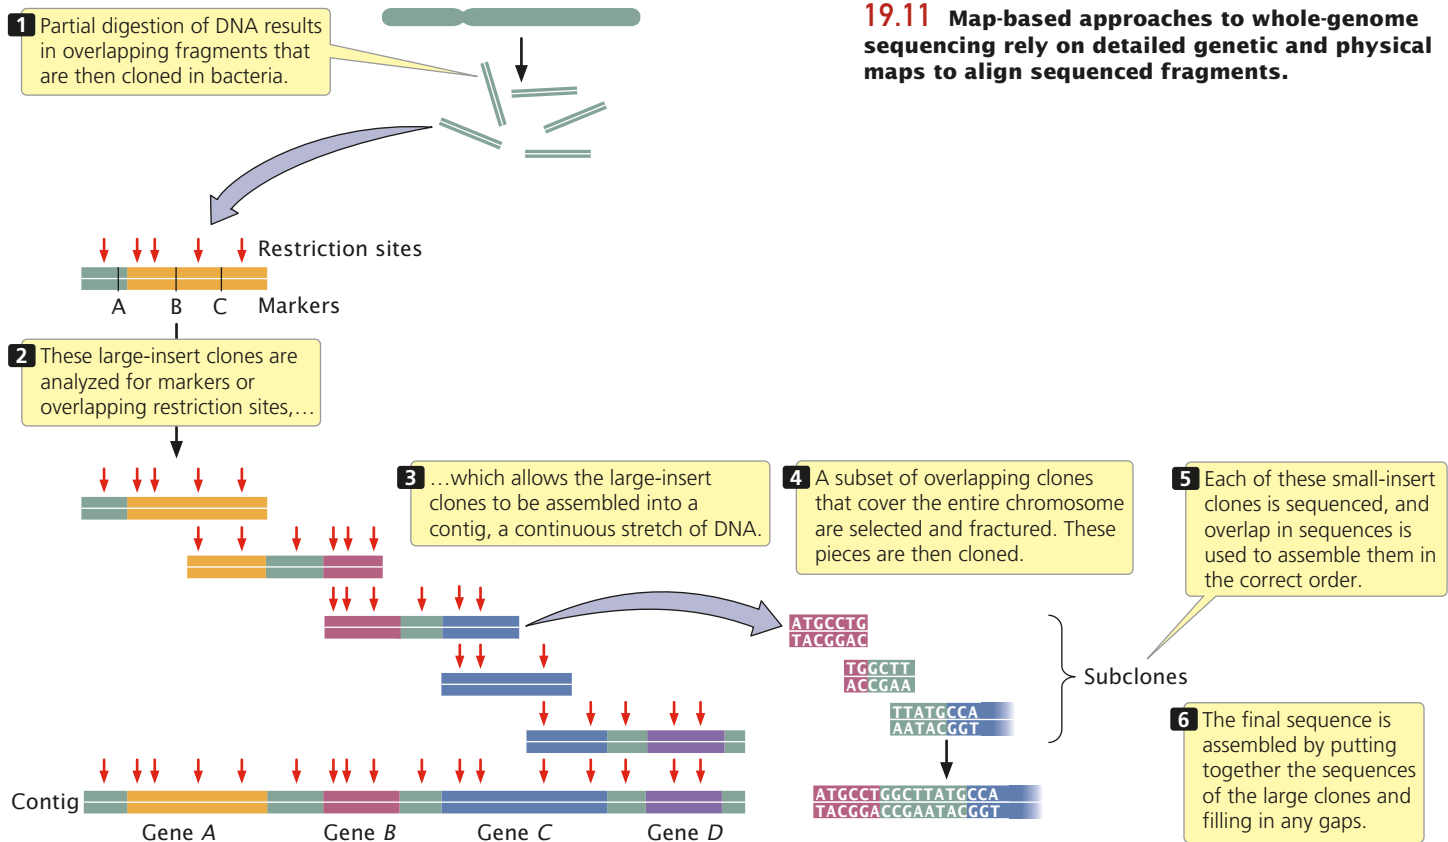 19.11 Map-based approaches to whole-genome
sequencing rely on detailed genetic and physical
maps to align sequenced fragments.
1 Partial digestion of DNA results
in overlapping fragments that
are then cloned in bacteria.
Restriction sites
A B C Markers
2 These large-insert clones are
analyzed for markers or
overlapping restriction sites,…
3 …which allows the large-insert
clones to be assembled into a
contig, a continuous stretch of DNA.
4 A subset of overlapping clones
that cover the entire chromosome
are selected and fractured. These
pieces are then cloned.
5 Each of these small-insert
clones is sequenced, and
overlap in sequences is
used to assemble them in
the correct order.
ATGCCTG
TACGGAC
TGGCTT
ACCGAA
TTATGCCA
AATACGGT
Subclones
6 The final sequence is
assembled by putting
together the sequences
of the large clones and
filling in any gaps.
ATGCCTGGCTTATGCCA
TACGGACCGAATACGGT
Contig
Gene A Gene B Gene C Gene D